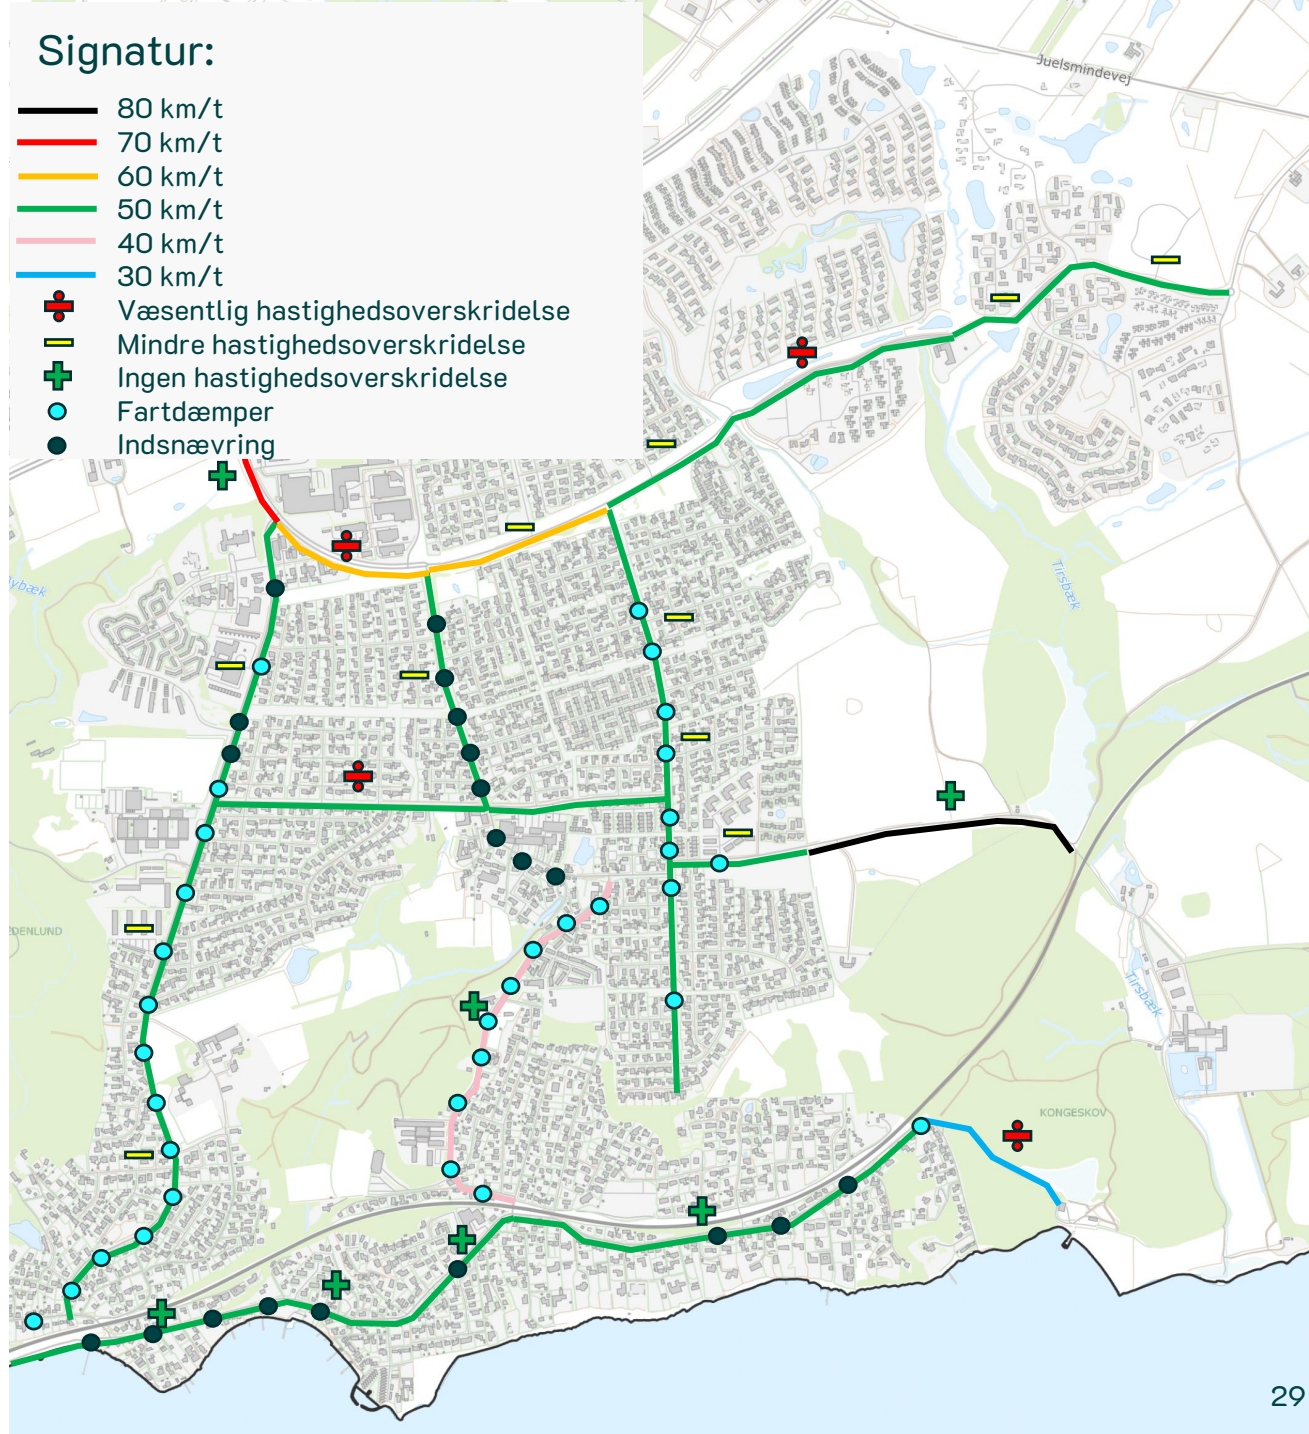 Signatur:
80 km/t
70 km/t
60 km/t
50 km/t
40 km/t
30 km/t
Væsentlig hastighedsoverskridelse
Mindre hastighedsoverskridelse
Ingen hastighedsoverskridelse
Fartdæmper
Indsnævring
Juelsmindevej
Tirsbæk
ybæk
EDENLUND
Tirsbæk
KONGESKOV
29